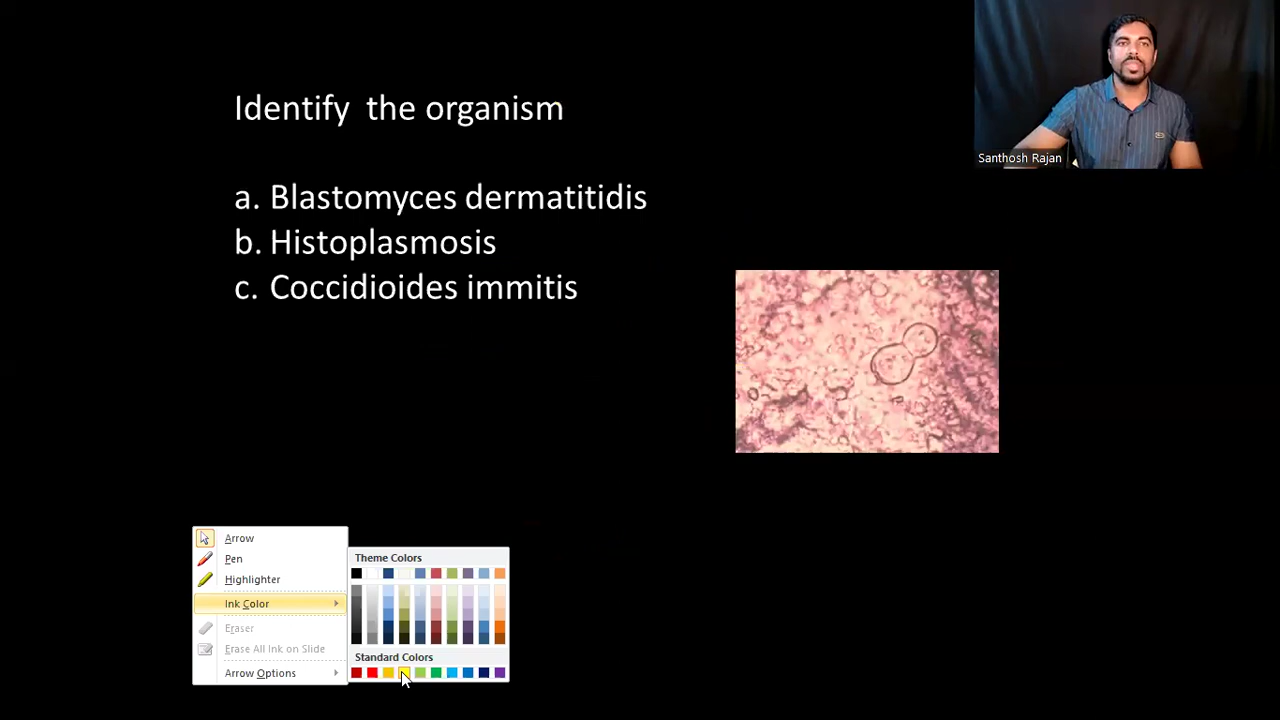 Identify the organism
a. Blastomyces dermatitidis
b. Histoplasmosis
c. Coccidioides immitis
Santhosh Rajan
Arrow
Pen
Highlighter
Ink Color
Eraser
Erase All Ink on Slide
Arrow Options
Theme Colors
Standard Colors